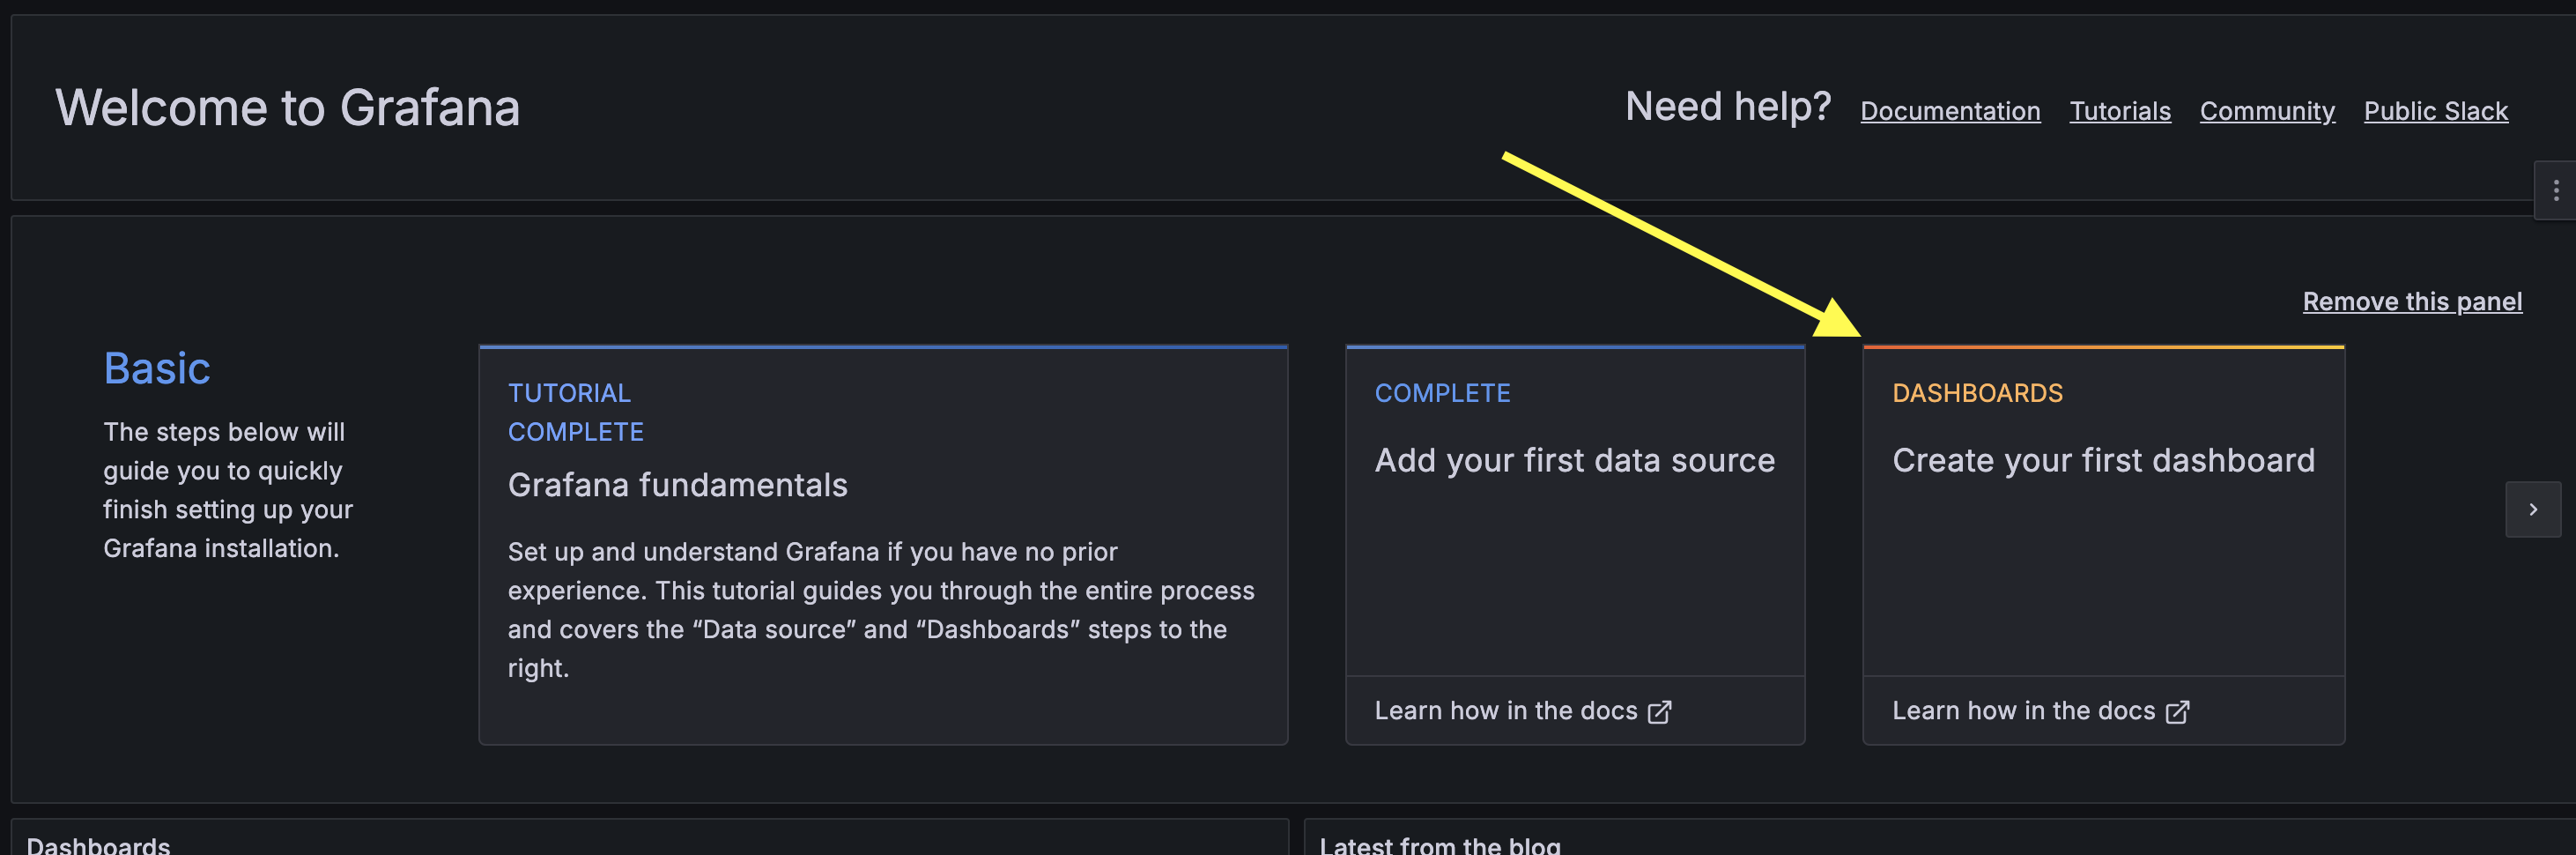 Welcome to Grafana
Need help? Documentation Tutorials Community Public Slack
Remove this panel
Basic
The steps below will
guide you to quickly
finish setting up your
Grafana installation.
TUTORIAL
COMPLETE
Grafana fundamentals
Set up and understand Grafana if you have no prior
experience. This tutorial guides you through the entire process
and covers the “Data source” and “Dashboards” steps to the
right.
COMPLETE
Add your first data source
Learn how in the docs
DASHBOARDS
Create your first dashboard
Learn how in the docs
Dashboards
Latest from the blog